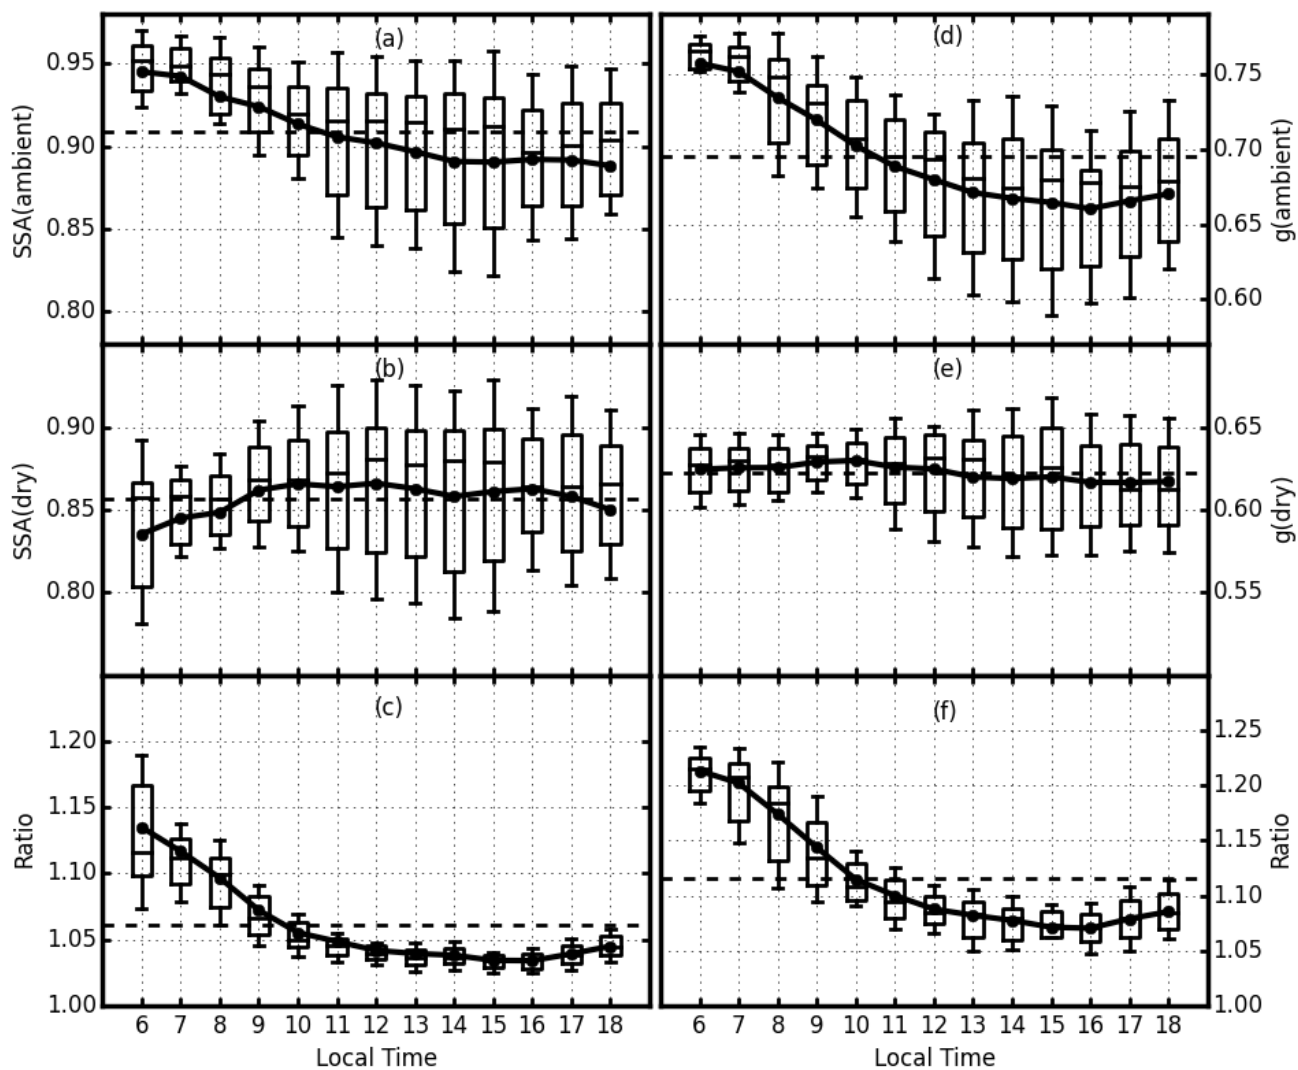 (a)
SSA(ambient)
0.95
0.90
0.85
0.80
(d)
g(ambient)
0.75
0.70
0.65
0.60
(b)
SSA(dry)
0.90
0.85
0.80
(e)
g(dry)
0.65
0.60
0.55
(c)
Ratio
1.20
1.15
1.10
1.05
1.00
(f)
Ratio
1.25
1.20
1.15
1.10
1.05
1.00
6 7 8 9 10 11 12 13 14 15 16 17 18
Local Time
6 7 8 9 10 11 12 13 14 15 16 17 18
Local Time